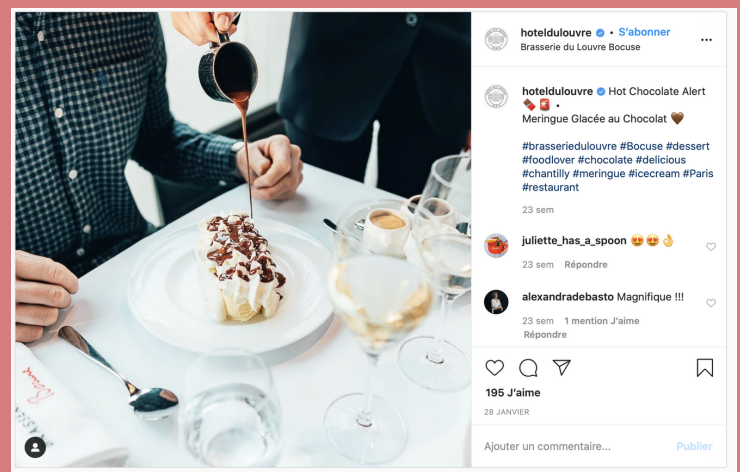 hoteldulouvre • S'abonner
Brasserie du Louvre Bocuse
hoteldulouvre Hot Chocolate Alert
🍫🚨 •
Meringue Glacée au Chocolat 🤎
#brasseriedulouvre #Bocuse #dessert
#foodlover #chocolate #delicious
#chantilly #meringue #icecream #Paris
#restaurant
23 sem
juliette_has_a_spoon 😍😍👌
23 sem Répondre
alexandradebasto Magnifique !!!
23 sem 1 mention J'aime
Répondre
195 J'aime
28 JANVIER
Ajouter un commentaire... Publier